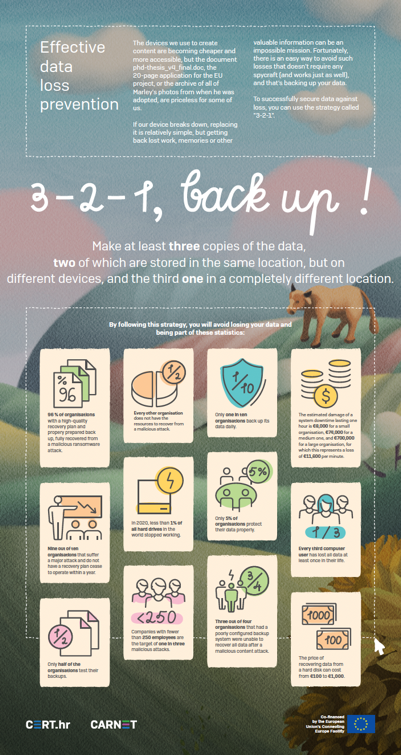 Effective
data
loss
prevention
The devices we use to create
content are becoming cheaper and
more accessible, but the document
phd-thesis_v4_final.doc, the
20-page application for the EU
project, or the archive of all of
Marley's photos from when he was
adopted, are priceless for some of
us.
If our device breaks down, replacing
it is relatively simple, but getting
back lost work, memories or other
valuable information can be an
impossible mission. Fortunately,
there is an easy way to avoid such
losses that doesn't require any
spycraft (and works just as well),
and that's backing up your data.
To successfully secure data against
loss, you can use the strategy called
"3-2-1".
3-2-1, back up !
Make at least three copies of the data,
two of which are stored in the same location, but on
different devices, and the third one in a completely different location.
By following this strategy, you will avoid losing your data and
being part of these statistics:
% 96
96 % of organisations
with a high-quality
recovery plan and
properly prepared back
up, fully recovered from
a malicious ransomware
attack.
1/2
Every other organisation
does not have the
resources to recover from
a malicious attack.
1/10
Only one in ten
organisations back up its
data daily.
$
The estimated damage of a
system downtime lasting one
hour is €8,000 for a small
organisation, €74,000 for a
medium one, and €700,000
for a large organisation, for
which this represents a loss
of €11,600 per minute.
Nine out of ten
organisations that suffer
a major attack and do not
have a recovery plan cease
to operate within a year.
In 2020, less than 1% of
all hard drives in the
world stopped working.
5%
Only 5% of
organisations protect
their data properly.
1/3
Every third computer
user has lost all data at
least once in their life.
1/2
Only half of the
organisations test their
backups.
<250
Companies with fewer
than 250 employees are
the target of one in three
malicious attacks.
3/4
Three out of four
organisations that had a
poorly configured backup
system were unable to
recover all data after a
malicious content attack.
1000
100
The price of
recovering data from
a hard disk can cost
from €100 to €1,000.
CERT.hr
CARNET
Co-financed
by the European
Union's Connecting
Europe Facility